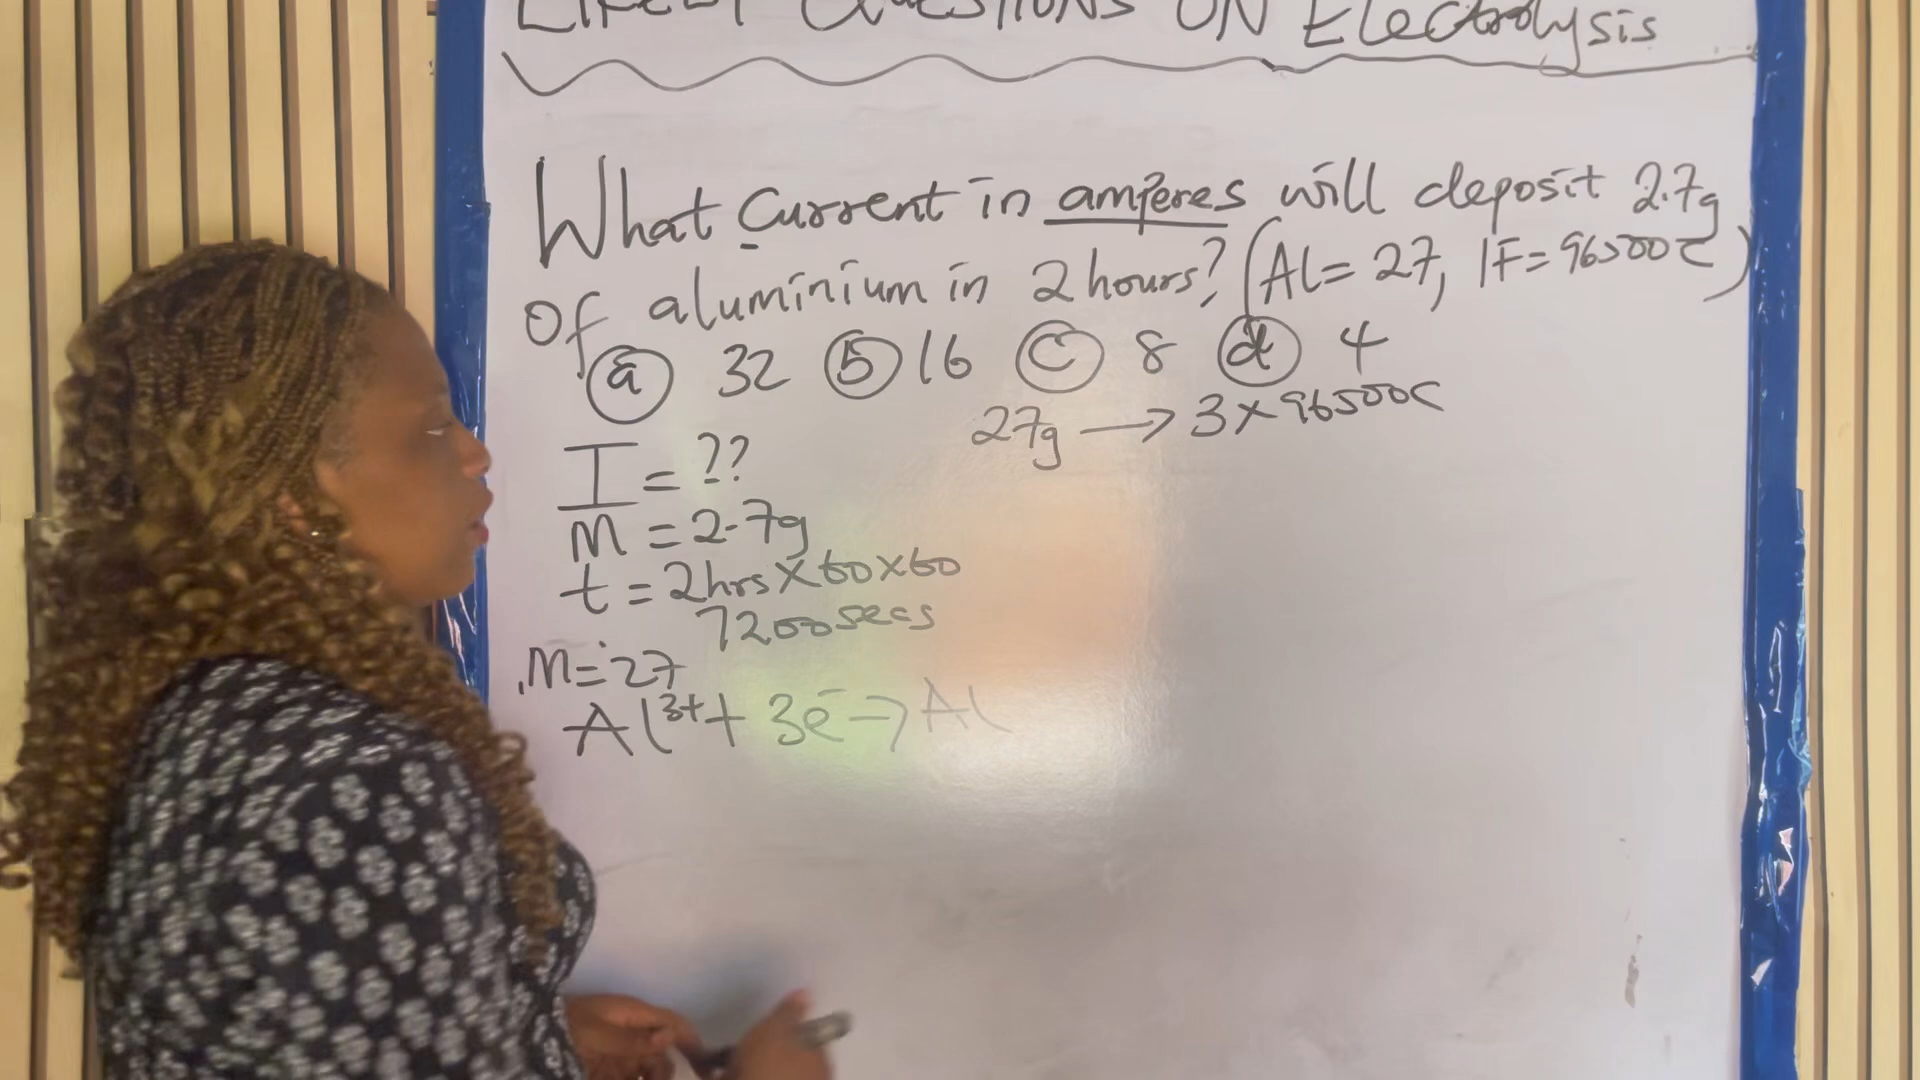 LIKELY QUESTIONS ON Electrolysis
What Current in amperes will deposit 2.7g
Of aluminium in 2 hours? (Al = 27, 1F = 96500C)
(a) 32 (b) 16 (c) 8 (d) 4
27g → 3 × 96500C
I = ??
M = 2.7g
t = 2hrs × 60 × 60
7200secs
M = 27
Al³⁺ + 3e⁻ → Al